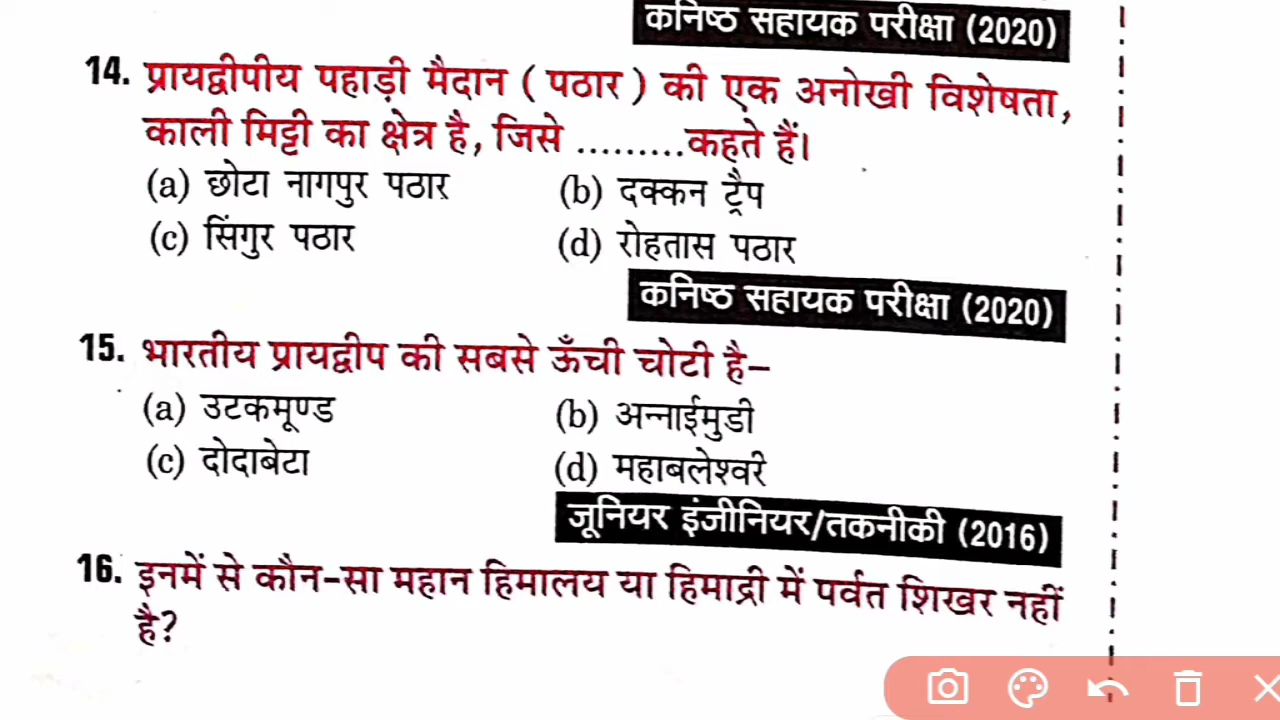 कनिष्ठ सहायक परीक्षा (2020)
14. प्रायद्वीपीय पहाड़ी मैदान ( पठार ) की एक अनोखी विशेषता,
काली मिट्टी का क्षेत्र है, जिसे .........कहते हैं।
(a) छोटा नागपुर पठार (b) दक्कन ट्रैप
(c) सिंगुर पठार (d) रोहतास पठार
कनिष्ठ सहायक परीक्षा (2020)
15. भारतीय प्रायद्वीप की सबसे ऊँची चोटी है–
(a) उटकमूण्ड (b) अन्नाईमुडी
(c) दोदाबेटा (d) महाबलेश्वर
जूनियर इंजीनियर/तकनीकी (2016)
16. इनमें से कौन-सा महान हिमालय या हिमाद्री में पर्वत शिखर नहीं
है?